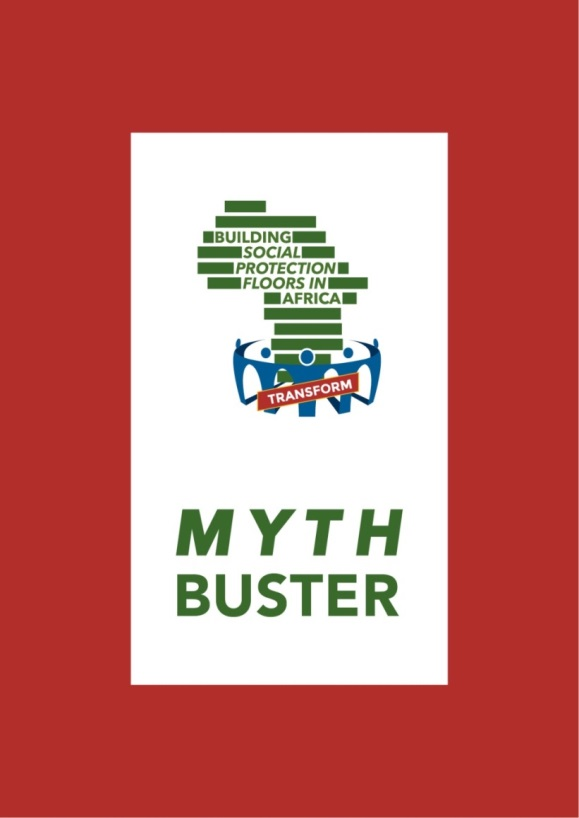 BUILDING
SOCIAL
PROTECTION
FLOORS IN
AFRICA
TRANSFORM
MYTH
BUSTER